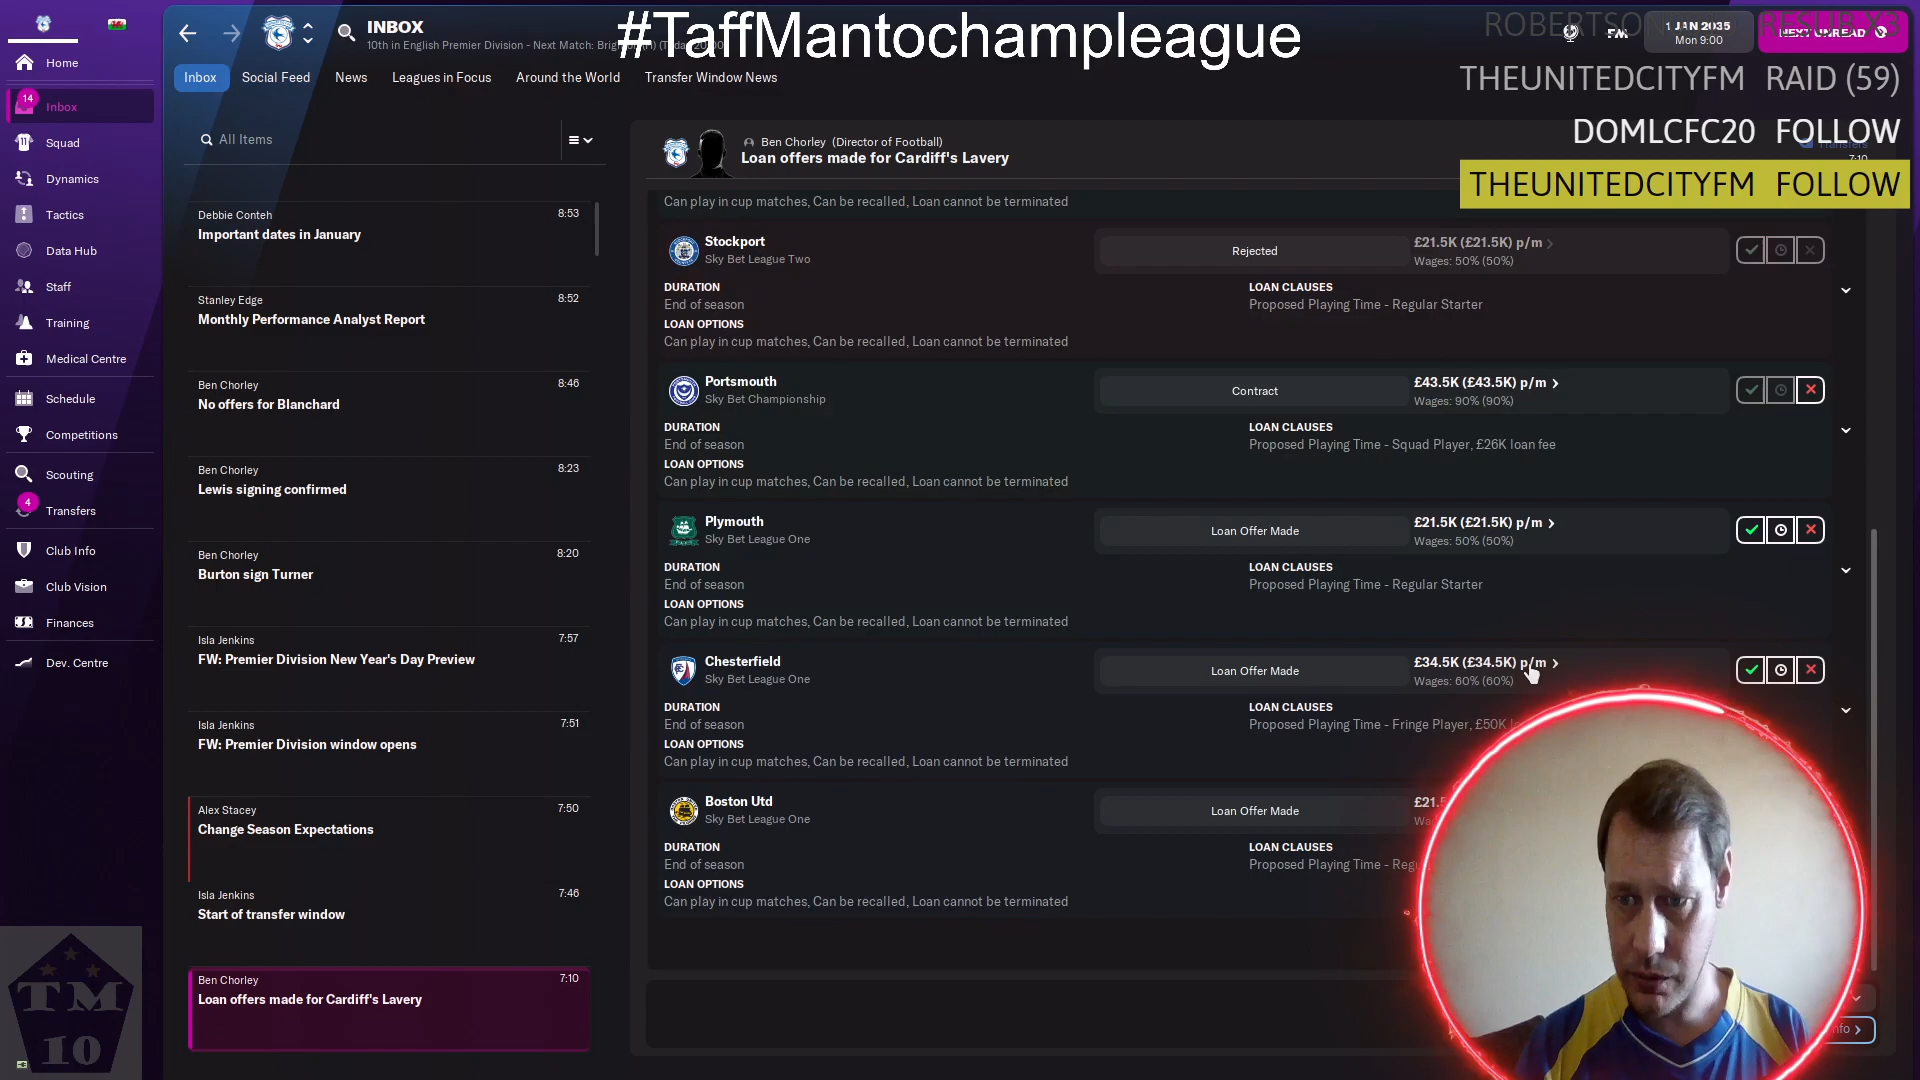 #TaffMantochampleague
INBOX
10th in English Premier Division - Next Match:
1 JAN 2035
Mon 9:00
NEXT UNREAD
FM
RESUB X3
THEUNITEDCITYFM RAID (59)
DOMLCFC20 FOLLOW
THEUNITEDCITYFM FOLLOW
Home
14
Inbox
Squad
Dynamics
Tactics
Data Hub
Staff
Training
Medical Centre
Schedule
Competitions
Scouting
4
Transfers
Club Info
Club Vision
Finances
Dev. Centre
TM
10
Inbox
Social Feed
News
Leagues in Focus
Around the World
Transfer Window News
All Items
Debbie Conteh 8:53
Important dates in January
Stanley Edge 8:52
Monthly Performance Analyst Report
Ben Chorley 8:46
No offers for Blanchard
Ben Chorley 8:23
Lewis signing confirmed
Ben Chorley 8:20
Burton sign Turner
Isla Jenkins 7:57
FW: Premier Division New Year's Day Preview
Isla Jenkins 7:51
FW: Premier Division window opens
Alex Stacey 7:50
Change Season Expectations
Isla Jenkins 7:46
Start of transfer window
Ben Chorley 7:10
Loan offers made for Cardiff's Lavery
Ben Chorley (Director of Football)
Loan offers made for Cardiff's Lavery
Transfers
7:10
Can play in cup matches, Can be recalled, Loan cannot be terminated
Stockport
Sky Bet League Two
Rejected
£21.5K (£21.5K) p/m
Wages: 50% (50%)
DURATION
End of season
LOAN CLAUSES
Proposed Playing Time - Regular Starter
LOAN OPTIONS
Can play in cup matches, Can be recalled, Loan cannot be terminated
Portsmouth
Sky Bet Championship
Contract
£43.5K (£43.5K) p/m
Wages: 90% (90%)
DURATION
End of season
LOAN CLAUSES
Proposed Playing Time - Squad Player, £26K loan fee
LOAN OPTIONS
Can play in cup matches, Can be recalled, Loan cannot be terminated
Plymouth
Sky Bet League One
Loan Offer Made
£21.5K (£21.5K) p/m
Wages: 50% (50%)
DURATION
End of season
LOAN CLAUSES
Proposed Playing Time - Regular Starter
LOAN OPTIONS
Can play in cup matches, Can be recalled, Loan cannot be terminated
Chesterfield
Sky Bet League One
Loan Offer Made
£34.5K (£34.5K) p/m
Wages: 60% (60%)
DURATION
End of season
LOAN CLAUSES
Proposed Playing Time - Fringe Player, £50K
LOAN OPTIONS
Can play in cup matches, Can be recalled, Loan cannot be terminated
Boston Utd
Sky Bet League One
Loan Offer Made
DURATION
End of season
LOAN CLAUSES
Proposed Playing Time -
LOAN OPTIONS
Can play in cup matches, Can be recalled, Loan cannot be terminated